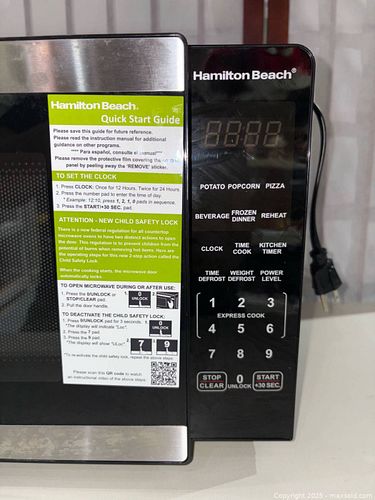 Hamilton Beach®
Hamilton Beach
Quick Start Guide
Please save this guide for future reference.
Please read the instruction manual for additional
guidance on other programs.
**** Para español, consulte el manual****
Please remove the protective film covering the
panel by peeling away the "REMOVE" sticker.
TO SET THE CLOCK
1. Press CLOCK: Once for 12 Hours. Twice for 24 Hours
2. Press the number pad to enter the time of day.
* Example: 12:10, press 1, 2, 1, 0 pads in sequence.
3. Press the START/+30 SEC. pad.
ATTENTION - NEW CHILD SAFETY LOCK
There is a new federal regulation for all countertop
microwave ovens to have two distinct actions to open
the door. This regulation is to prevent children from the
potential of burns when removing hot items. Here are
the operating steps for this new 2-step action called the
Child Safety Lock.
When the cooking starts, the microwave door
automatically locks.
TO OPEN MICROWAVE DURING OR AFTER USE:
1. Press the 0/UNLOCK or
STOP/CLEAR pad.
2. Pull the door handle.
0
UNLOCK
TO DEACTIVATE THE CHILD SAFETY LOCK:
1. Press 0/UNLOCK pad for 3 seconds.
*The display will indicate "Loc".
2. Press the 7 pad.
3. Press the 9 pad.
*The display will show "ULoc".
0
UNLOCK
7 9
*To re-activate the child safety lock, repeat the above steps.
Please scan this QR code to watch
an instructional video of the above steps
POTATO POPCORN PIZZA
BEVERAGE FROZEN DINNER REHEAT
CLOCK TIME COOK KITCHEN TIMER
TIME DEFROST WEIGHT DEFROST POWER LEVEL
1 2 3
EXPRESS COOK
4 5 6
7 8 9
STOP CLEAR 0 UNLOCK START +30 SEC
Copyright 2025 - maxsold.com